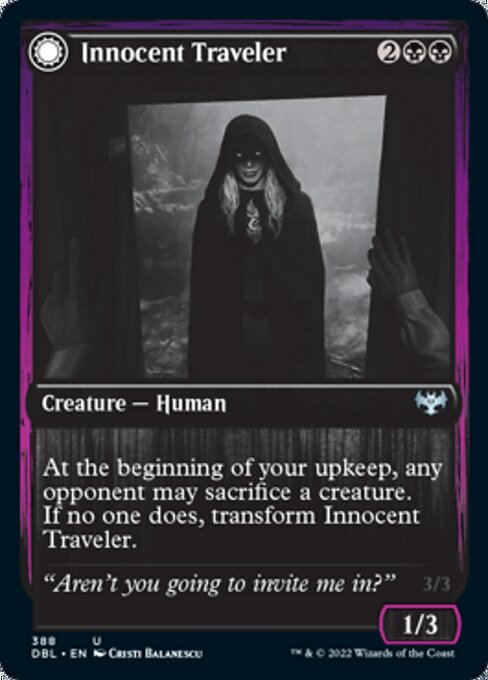 Innocent Traveler 2
Creature — Human
At the beginning of your upkeep, any
opponent may sacrifice a creature.
If no one does, transform Innocent
Traveler.
“Aren’t you going to invite me in?” 3/3
1/3
388 U
DBL • EN Cristi Balanescu ™ & © 2022 Wizards of the Coast